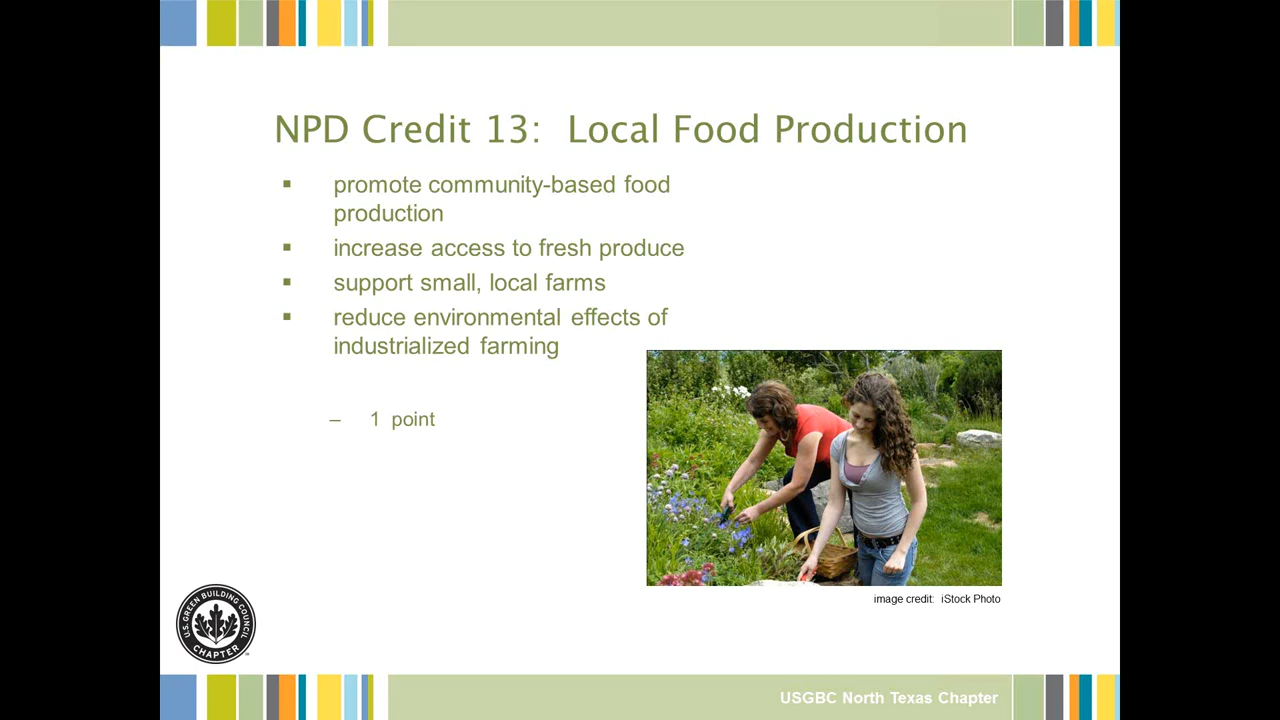 NPD Credit 13:  Local Food Production
▪ promote community-based food
production
▪ increase access to fresh produce
▪ support small, local farms
▪ reduce environmental effects of
industrialized farming
– 1 point
image credit: iStock Photo
U.S. GREEN BUILDING COUNCIL
CHAPTER
USGBC North Texas Chapter